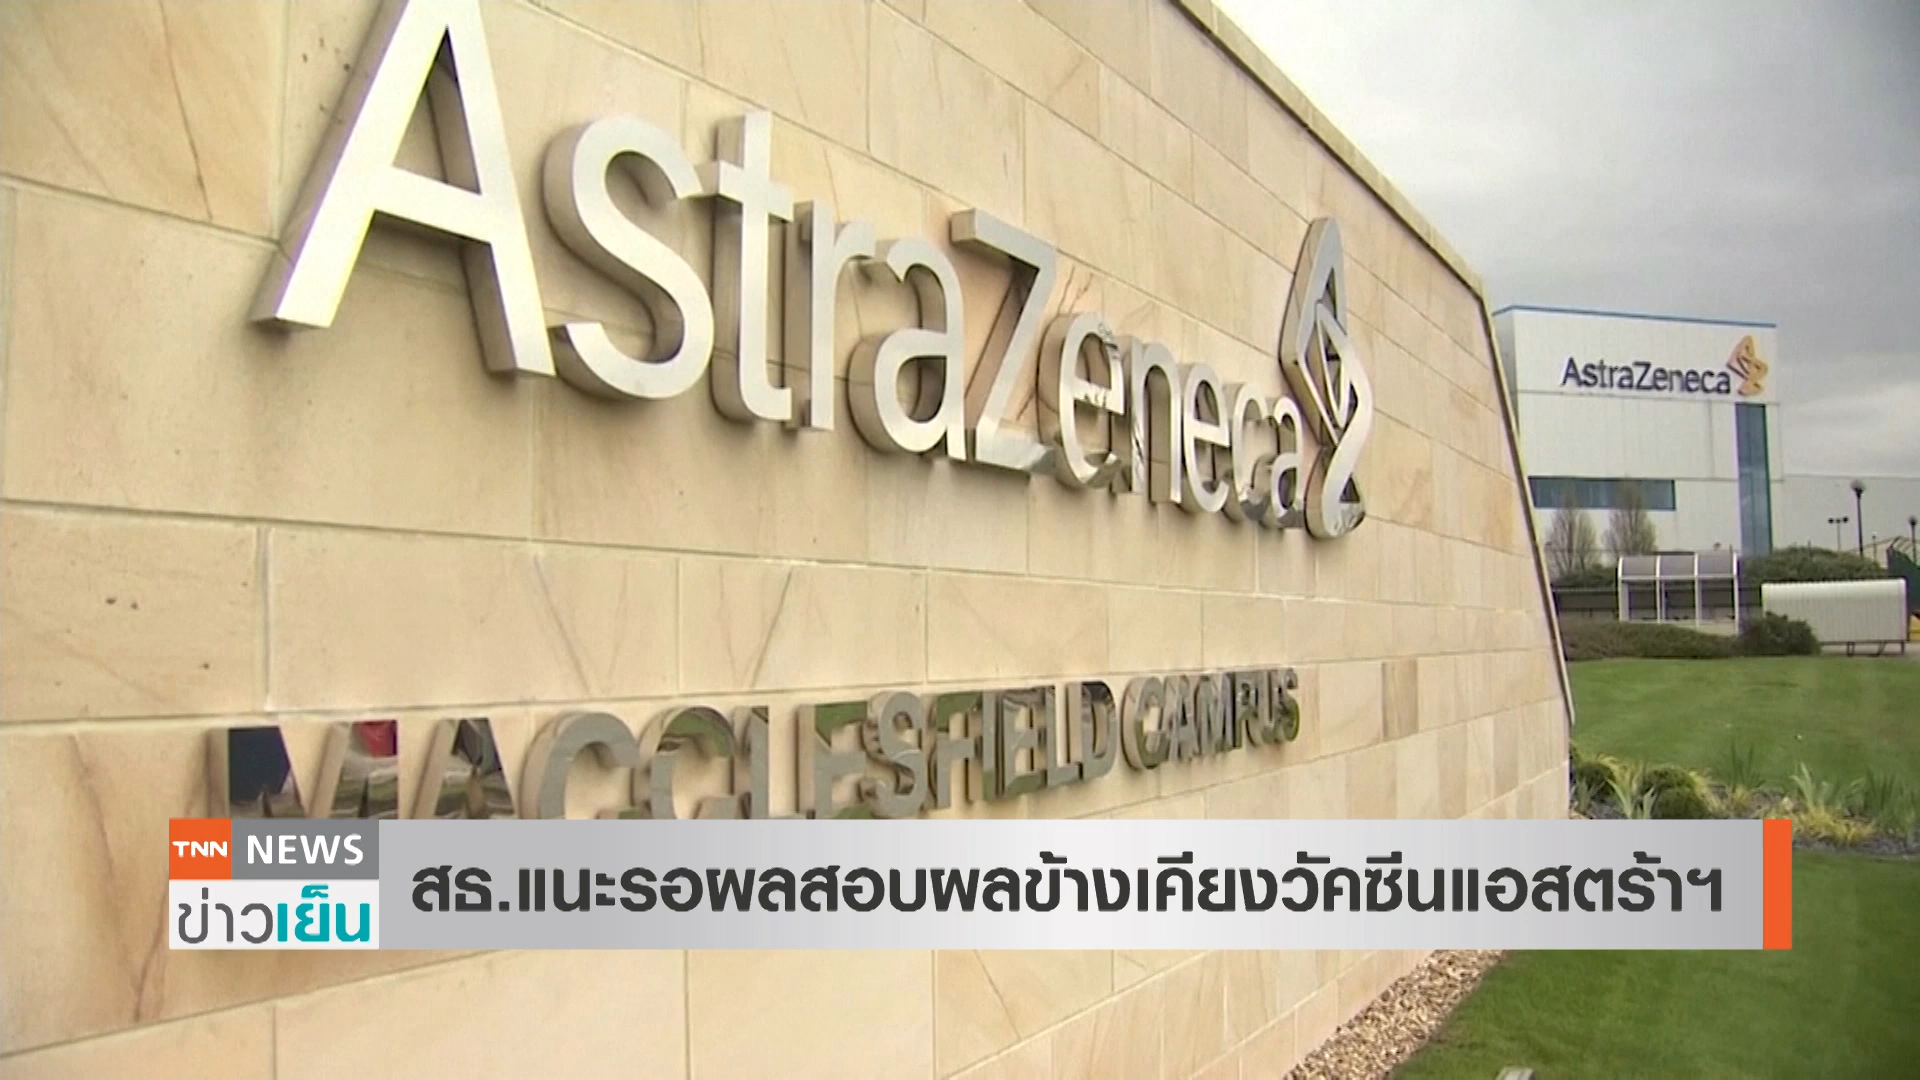 AstraZeneca
AstraZeneca
MACCLESFIELD CAMPUS
TNN NEWS
ข่าวเย็น
สธ.แนะรอผลสอบผลข้างเคียงวัคซีนแอสตร้าฯ